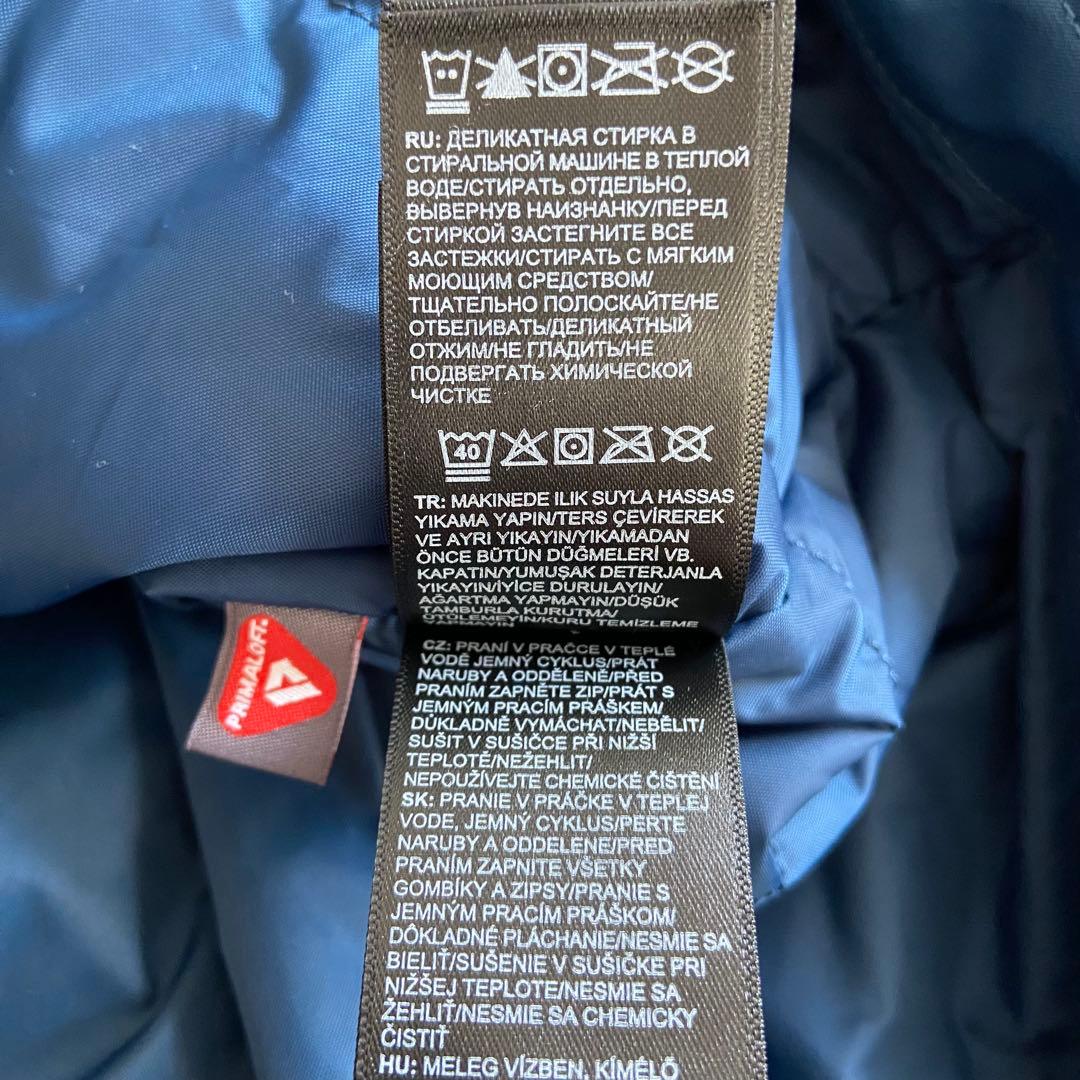 RU: ДЕЛИКАТНАЯ СТИРКА В
СТИРАЛЬНОЙ МАШИНЕ В ТЕПЛОЙ
ВОДЕ/СТИРАТЬ ОТДЕЛЬНО,
ВЫВЕРНУВ НАИЗНАНКУ/ПЕРЕД
СТИРКОЙ ЗАСТЕГНИТЕ ВСЕ
ЗАСТЕЖКИ/СТИРАТЬ С МЯГКИМ
МОЮЩИМ СРЕДСТВОМ/
ТЩАТЕЛЬНО ПОЛОСКАЙТЕ/НЕ
ОТБЕЛИВАТЬ/ДЕЛИКАТНЫЙ
ОТЖИМ/НЕ ГЛАДИТЬ/НЕ
ПОДВЕРГАТЬ ХИМИЧЕСКОЙ
ЧИСТКЕ
40
TR: MAKINEDE ILIK SUYLA HASSAS
YIKAMA YAPIN/TERS ÇEVİREREK
VE AYRI YIKAYIN/YIKAMADAN
ÖNCE BÜTÜN DÜĞMELERİ VB.
KAPATIN/YUMUŞAK DETERJANLA
YIKAYIN/İYİCE DURULAYIN/
AĞARTMA YAPMAYIN/DÜŞÜK
TAMBURLA KURUTMA/
ÜTÜLEMEYIN/KURU TEMİZLEME
PRIMALOFT.
CZ: PRANÍ V PRAČCE V TEPLÉ
VODĚ JEMNÝ CYKLUS/PRÁT
NARUBY A ODDĚLENĚ/PŘED
PRANÍM ZAPNĚTE ZIP/PRÁT S
JEMNÝM PRACÍM PRÁŠKEM/
DŮKLADNĚ VYMÁCHAT/NEBĚLIT/
SUŠIT V SUŠIČCE PŘI NIŽŠÍ
TEPLOTĚ/NEŽEHLIT/
NEPOUŽÍVEJTE CHEMICKÉ ČIŠTĚNÍ
SK: PRANIE V PRÁČKE V TEPLEJ
VODE, JEMNÝ CYKLUS/PERTE
NARUBY A ODDELENE/PRED
PRANÍM ZAPNITE VŠETKY
GOMBÍKY A ZIPSY/PRANIE S
JEMNÝM PRACÍM PRÁŠKOM/
DÔKLADNÉ PLÁCHANIE/NESMIE SA
BIELIŤ/SUŠENIE V SUŠIČKE PRI
NIŽŠEJ TEPLOTE/NESMIE SA
ŽEHLIŤ/NESMIE SA CHEMICKY
ČISTIŤ
HU: MELEG VÍZBEN, KÍMÉLŐ